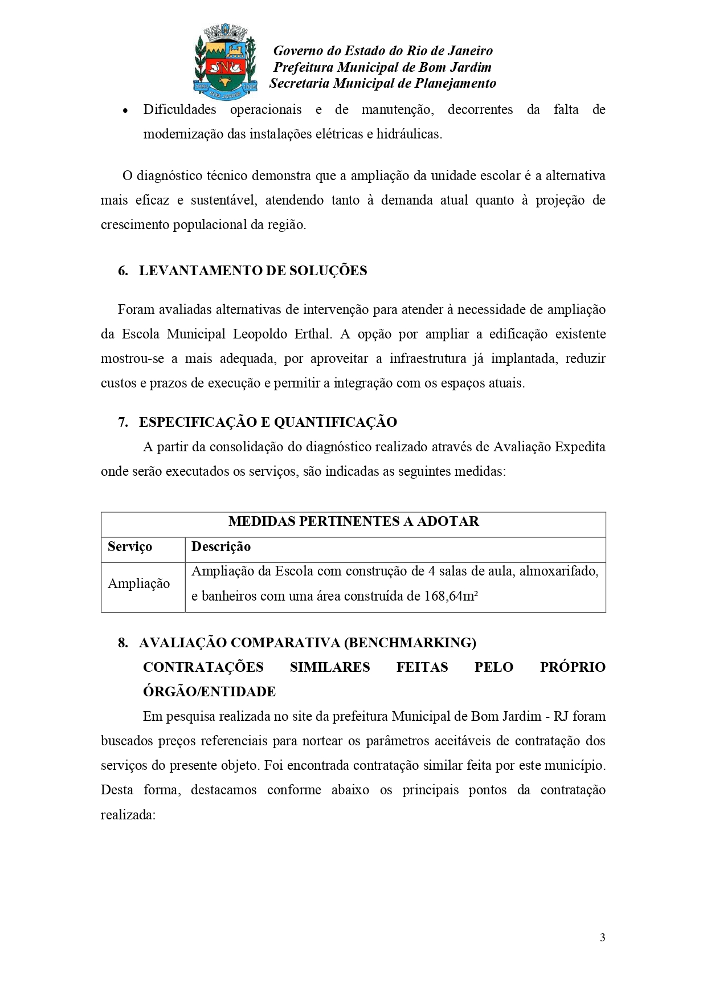 Governo do Estado do Rio de Janeiro
Prefeitura Municipal de Bom Jardim
Secretaria Municipal de Planejamento
1893 BOM JARDIM
• Dificuldades operacionais e de manutenção, decorrentes da falta de
modernização das instalações elétricas e hidráulicas.
O diagnóstico técnico demonstra que a ampliação da unidade escolar é a alternativa
mais eficaz e sustentável, atendendo tanto à demanda atual quanto à projeção de
crescimento populacional da região.
6. LEVANTAMENTO DE SOLUÇÕES
Foram avaliadas alternativas de intervenção para atender à necessidade de ampliação
da Escola Municipal Leopoldo Erthal. A opção por ampliar a edificação existente
mostrou-se a mais adequada, por aproveitar a infraestrutura já implantada, reduzir
custos e prazos de execução e permitir a integração com os espaços atuais.
7. ESPECIFICAÇÃO E QUANTIFICAÇÃO
A partir da consolidação do diagnóstico realizado através de Avaliação Expedita
onde serão executados os serviços, são indicadas as seguintes medidas:
MEDIDAS PERTINENTES A ADOTAR
Serviço Descrição
Ampliação Ampliação da Escola com construção de 4 salas de aula, almoxarifado,
e banheiros com uma área construída de 168,64m²
8. AVALIAÇÃO COMPARATIVA (BENCHMARKING)
CONTRATAÇÕES SIMILARES FEITAS PELO PRÓPRIO
ÓRGÃO/ENTIDADE
Em pesquisa realizada no site da prefeitura Municipal de Bom Jardim - RJ foram
buscados preços referenciais para nortear os parâmetros aceitáveis de contratação dos
serviços do presente objeto. Foi encontrada contratação similar feita por este município.
Desta forma, destacamos conforme abaixo os principais pontos da contratação
realizada:
3